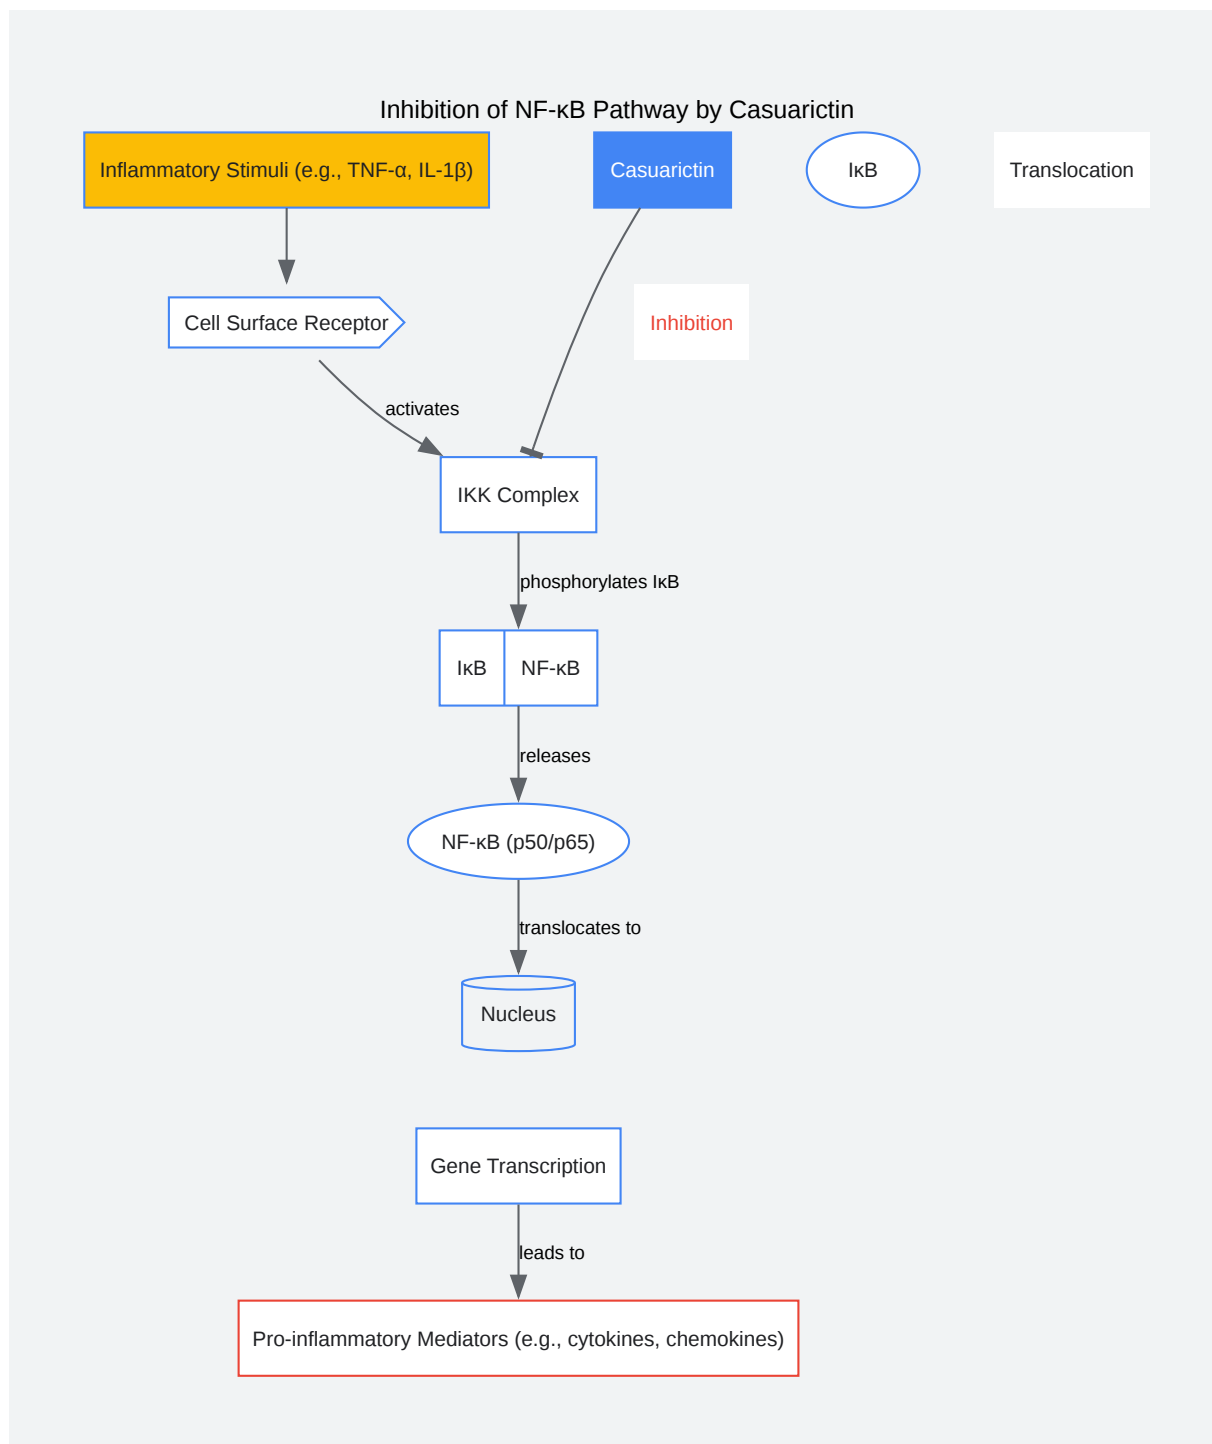 Inhibition of NF-κB Pathway by Casuarictin
Inflammatory Stimuli (e.g., TNF-α, IL-1β)
Casuarictin
IκB
Translocation
Cell Surface Receptor
Inhibition
activates
IKK Complex
phosphorylates IκB
IκB
NF-κB
releases
NF-κB (p50/p65)
translocates to
Nucleus
Gene Transcription
leads to
Pro-inflammatory Mediators (e.g., cytokines, chemokines)